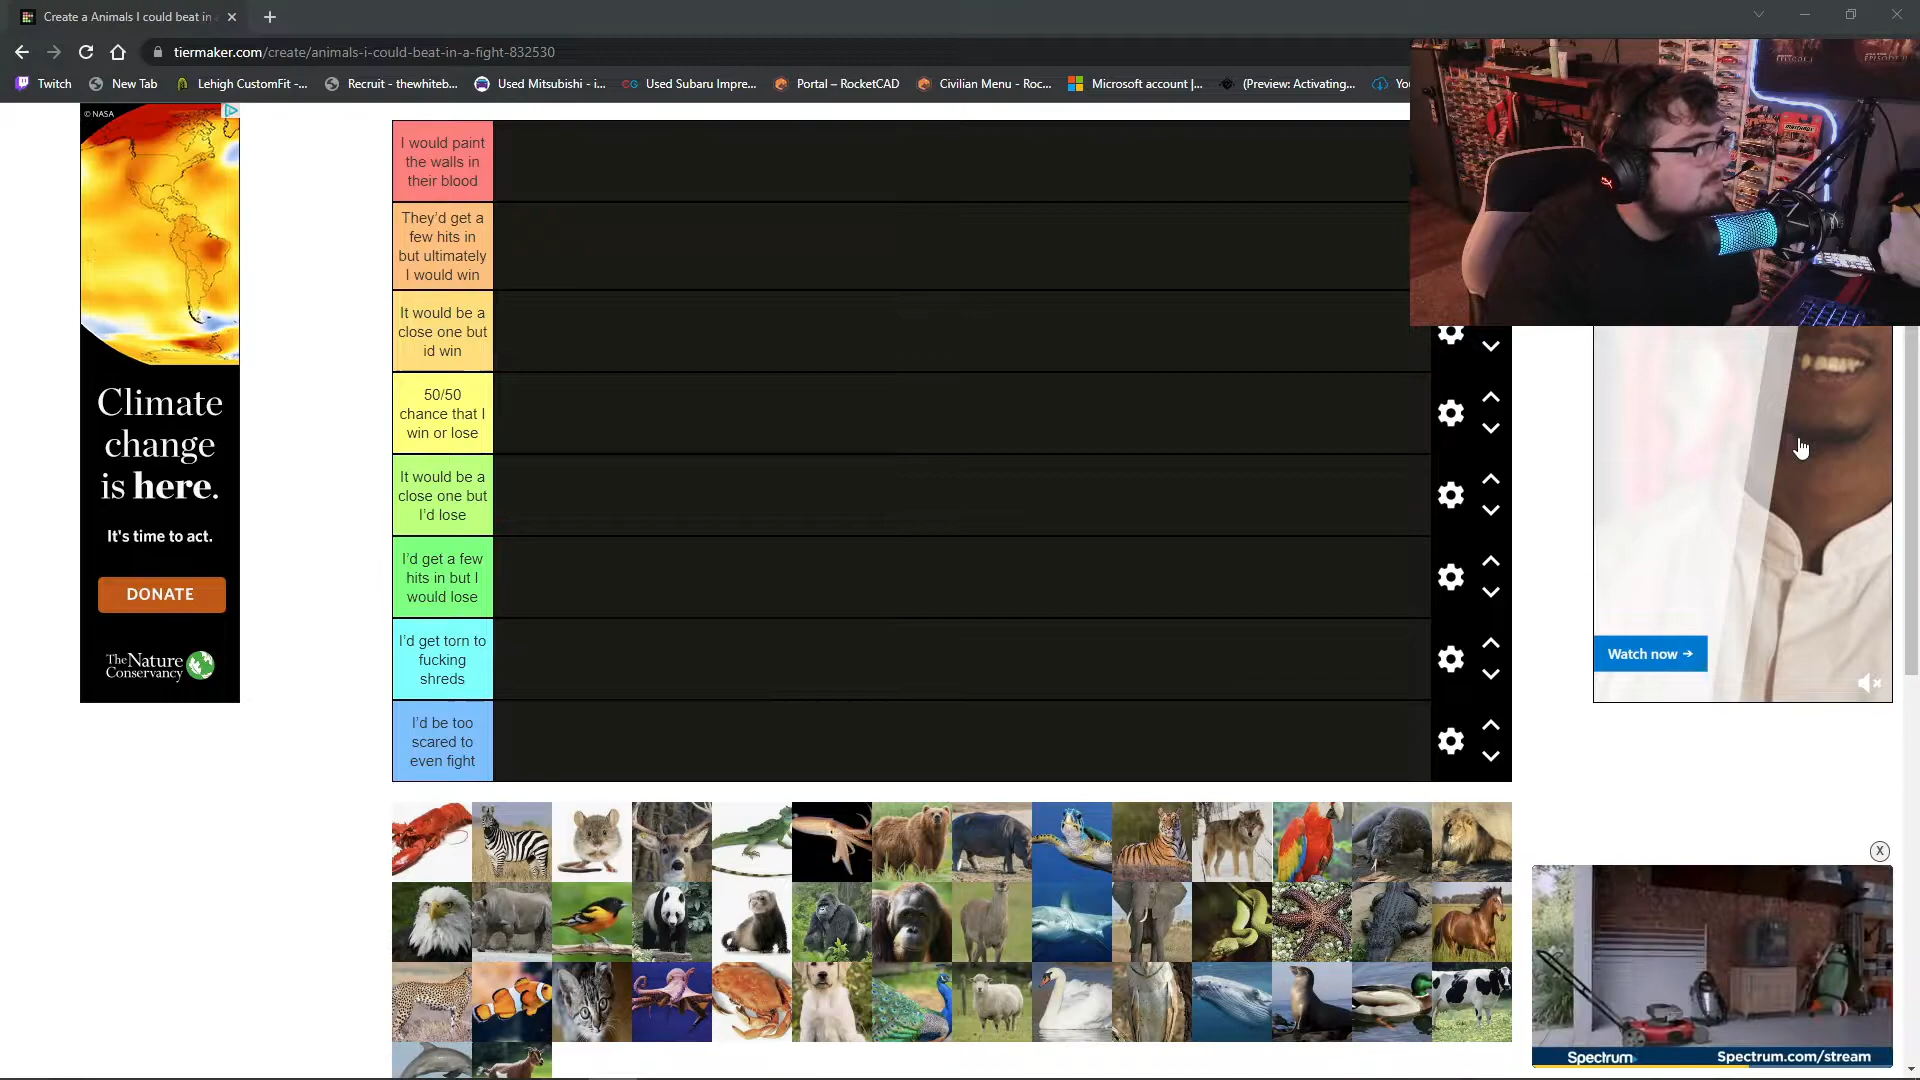 Create a Animals I could beat in
tiermaker.com/create/animals-i-could-beat-in-a-fight-832530
Twitch
New Tab
Lehigh CustomFit -...
Recruit - thewhiteb...
Used Mitsubishi - i...
CG
Used Subaru Impre...
Portal – RocketCAD
Civilian Menu - Roc...
Microsoft account |...
(Preview: Activating...
© NASA
Climate
change
is here.
It's time to act.
DONATE
The Nature
Conservancy
I would paint
the walls in
their blood
They'd get a
few hits in
but ultimately
I would win
It would be a
close one but
id win
50/50
chance that I
win or lose
It would be a
close one but
I'd lose
I'd get a few
hits in but I
would lose
I'd get torn to
fucking
shreds
I'd be too
scared to
even fight
Watch now →
X
Spectrum
Spectrum.com/stream